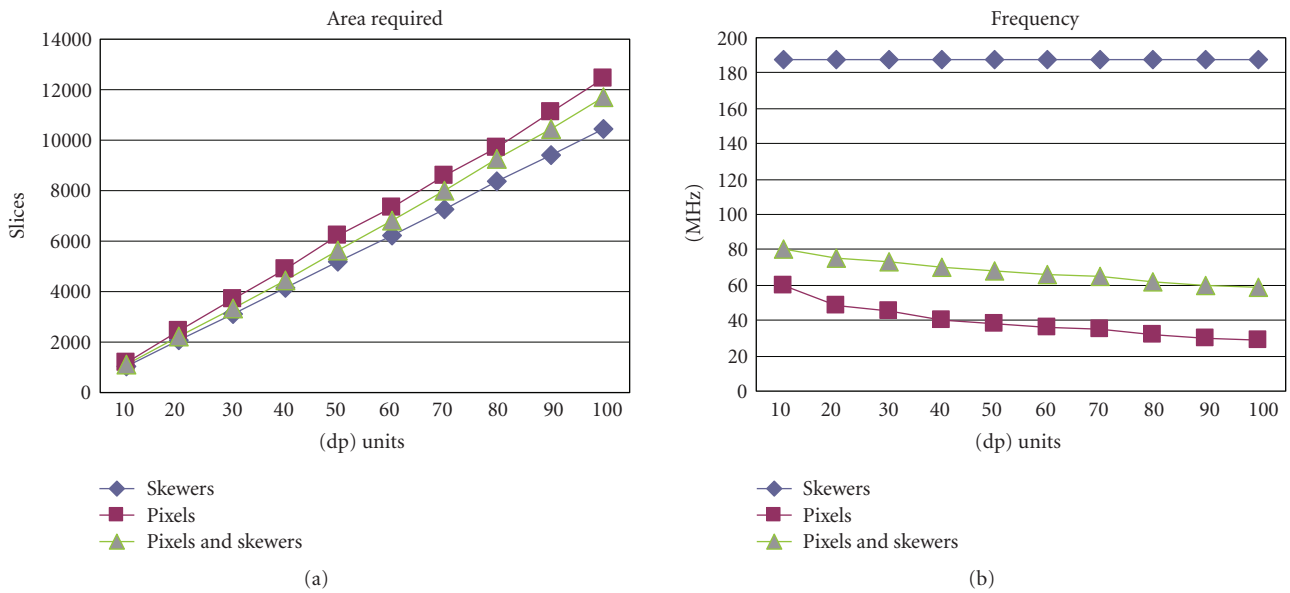 Area required
14000
12000
10000
8000
6000
4000
2000
0
Slices
10 20 30 40 50 60 70 80 90 100
(dp) units
Skewers
Pixels
Pixels and skewers
(a)
Frequency
200
180
160
140
120
100
80
60
40
20
0
(MHz)
10 20 30 40 50 60 70 80 90 100
(dp) units
Skewers
Pixels
Pixels and skewers
(b)